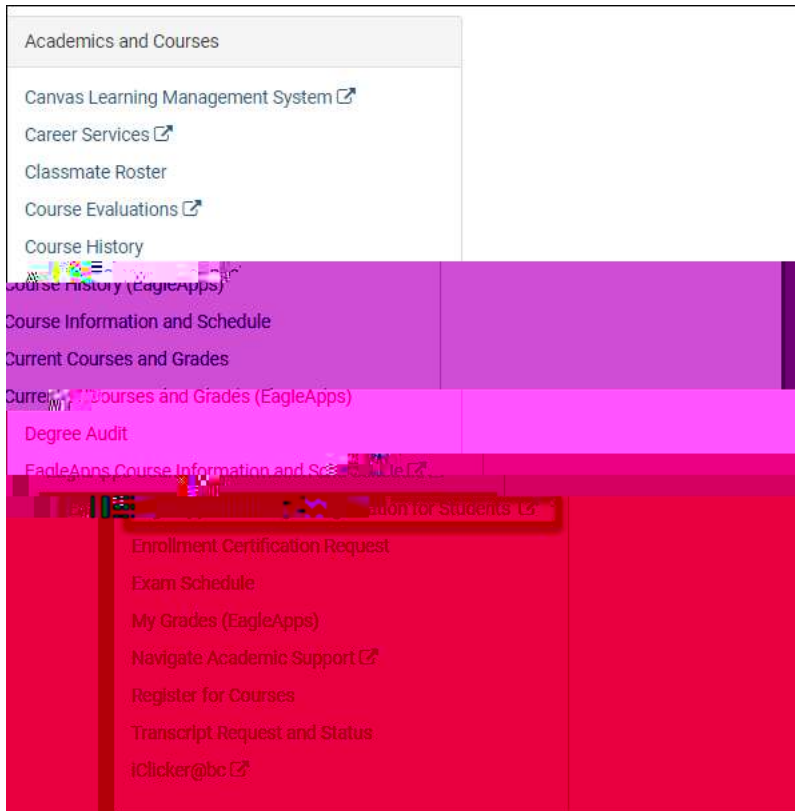 Academics and Courses
Canvas Learning Management System
Career Services
Classmate Roster
Course Evaluations
Course History
Course History (EagleApps)
Course Information and Schedule
Current Courses and Grades
Courses and Grades (EagleApps)
Degree Audit
EagleApps Course Information and
for Students
Enrollment Certification Request
Exam Schedule
My Grades (EagleApps)
Navigate Academic Support
Register for Courses
Transcript Request and Status
iClicker@bc